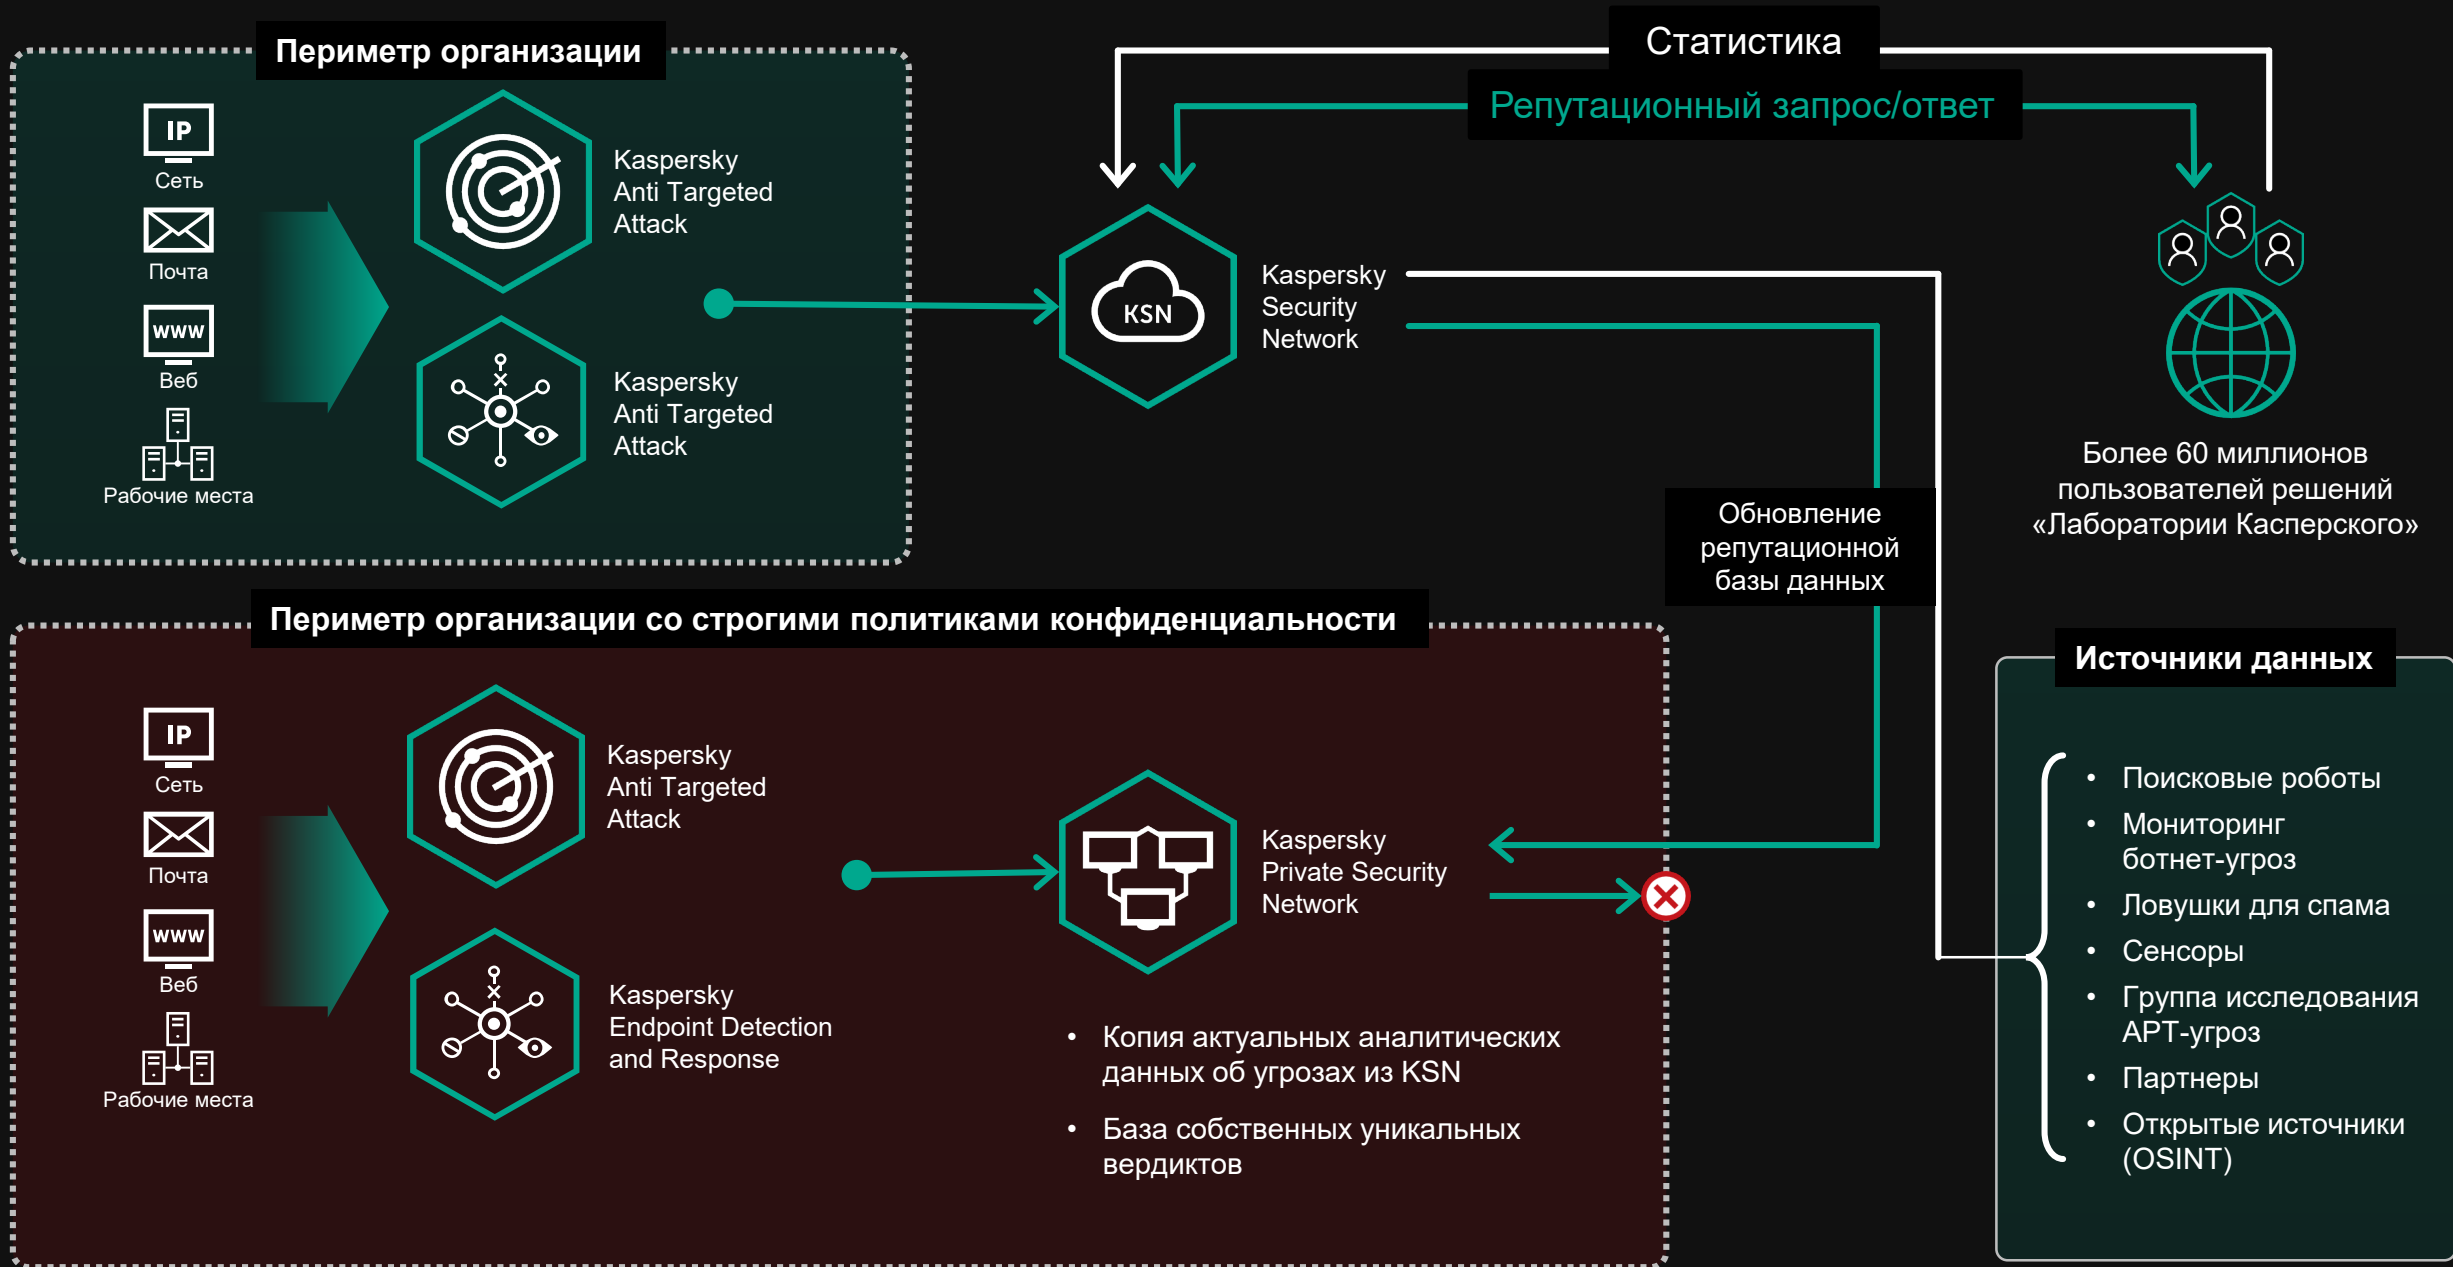 Периметр организации
IP
Сеть
Почта
www
Веб
Рабочие места
Kaspersky
Anti Targeted
Attack
Kaspersky
Anti Targeted
Attack
Статистика
Репутационный запрос/ответ
KSN
Kaspersky
Security
Network
Более 60 миллионов
пользователей решений
«Лаборатории Касперского»
Обновление
репутационной
базы данных
Периметр организации со строгими политиками конфиденциальности
IP
Сеть
Почта
www
Веб
Рабочие места
Kaspersky
Anti Targeted
Attack
Kaspersky
Endpoint Detection
and Response
Kaspersky
Private Security
Network
• Копия актуальных аналитических
данных об угрозах из KSN
• База собственных уникальных
вердиктов
Источники данных
• Поисковые роботы
• Мониторинг
ботнет-угроз
• Ловушки для спама
• Сенсоры
• Группа исследования
APT-угроз
• Партнеры
• Открытые источники
(OSINT)